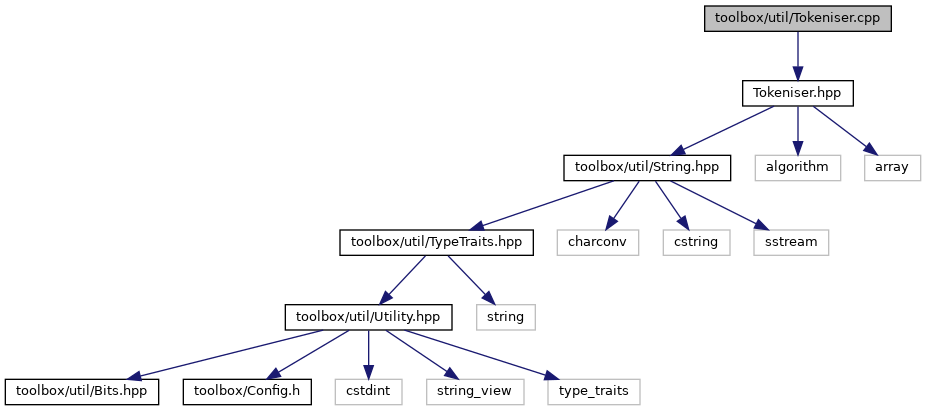 toolbox/util/Tokeniser.cpp
Tokeniser.hpp
toolbox/util/String.hpp
algorithm
array
toolbox/util/TypeTraits.hpp
charconv
cstring
sstream
toolbox/util/Utility.hpp
string
toolbox/util/Bits.hpp
toolbox/Config.h
cstdint
string_view
type_traits